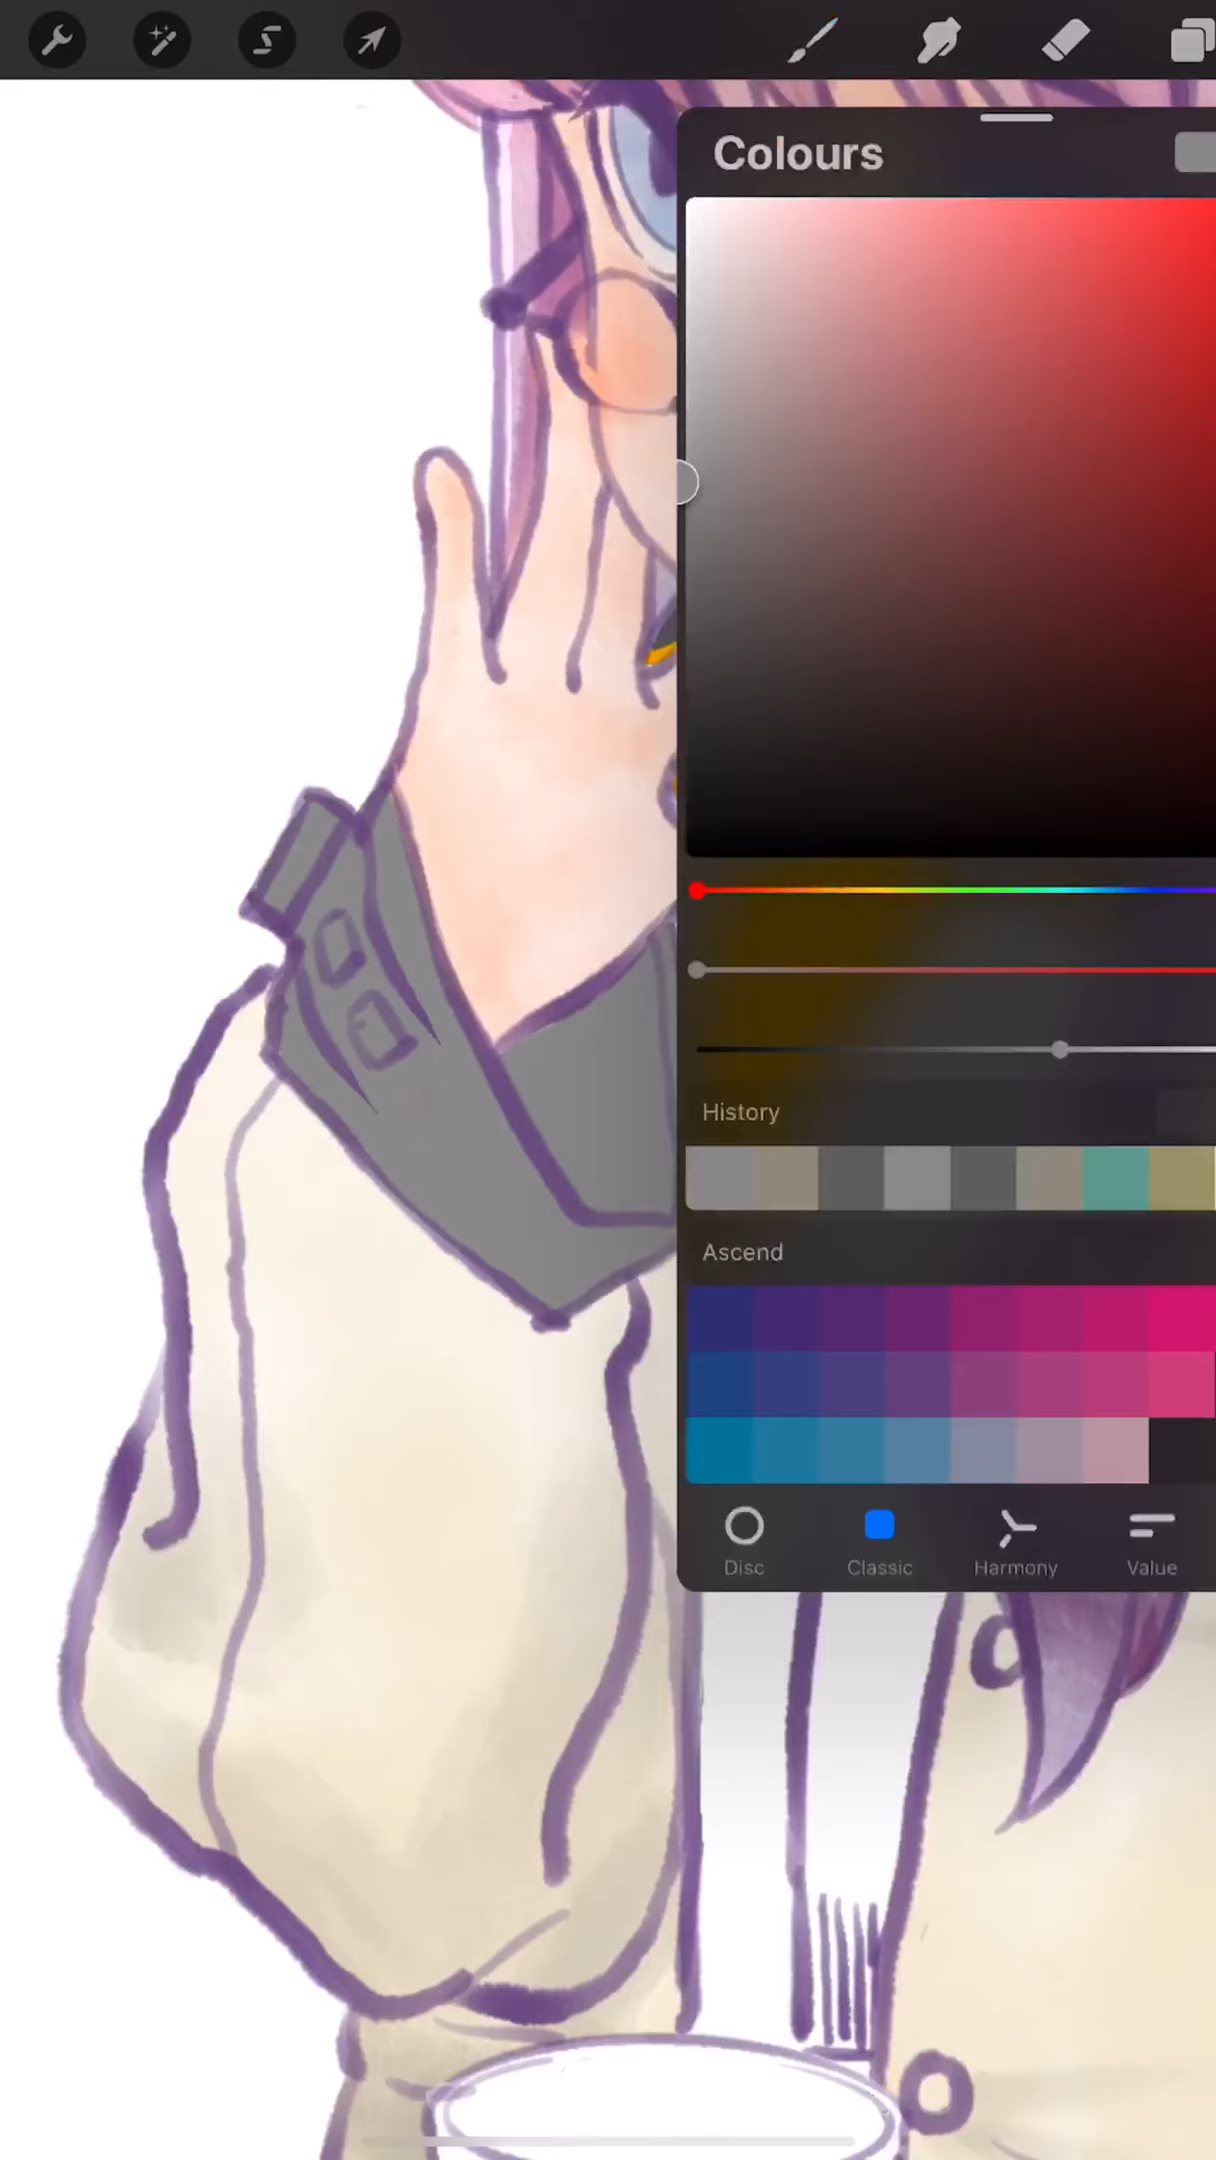 Colours
History
Ascend
Disc
Classic
Harmony
Value